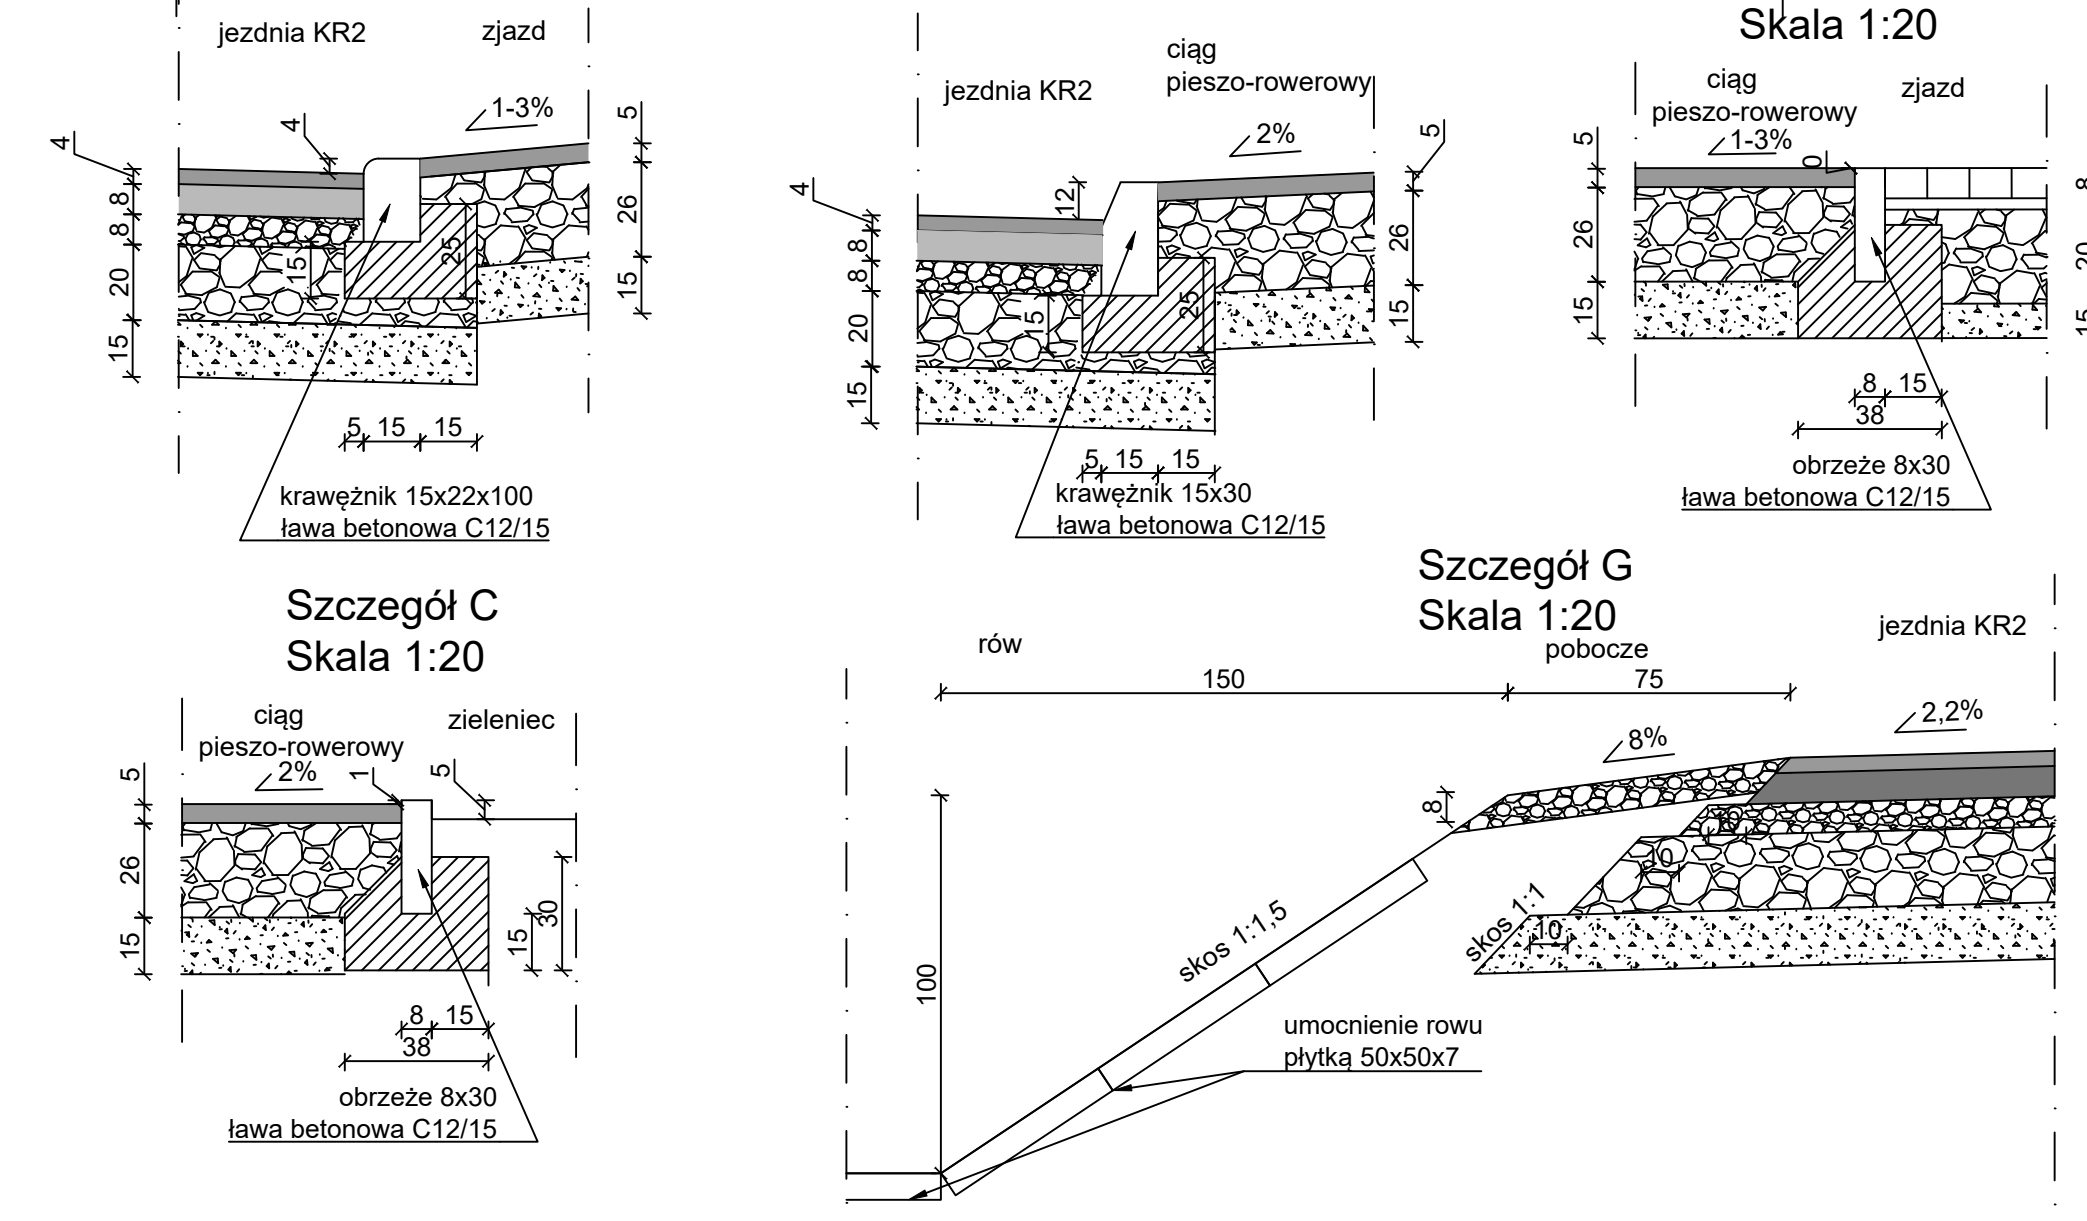 jezdnia KR2
zjazd
1-3%
4
4
8
8
20
15
15
25
5
26
15
5
15
15
krawężnik 15x22x100
ława betonowa C12/15
jezdnia KR2
ciąg
pieszo-rowerowy
2%
12
4
8
8
20
15
15
25
5
26
15
5
15
15
krawężnik 15x30
ława betonowa C12/15
Skala 1:20
ciąg
pieszo-rowerowy
zjazd
1-3%
0
5
26
15
8
20
15
8
15
38
obrzeże 8x30
ława betonowa C12/15
Szczegół C
Skala 1:20
ciąg
pieszo-rowerowy
zieleniec
2%
1
5
5
26
15
15
30
8
15
38
obrzeże 8x30
ława betonowa C12/15
Szczegół G
Skala 1:20
rów
pobocze
jezdnia KR2
150
75
8%
2,2%
8
10
10
10
skos 1:1
skos 1:1,5
100
umocnienie rowu
płytką 50x50x7